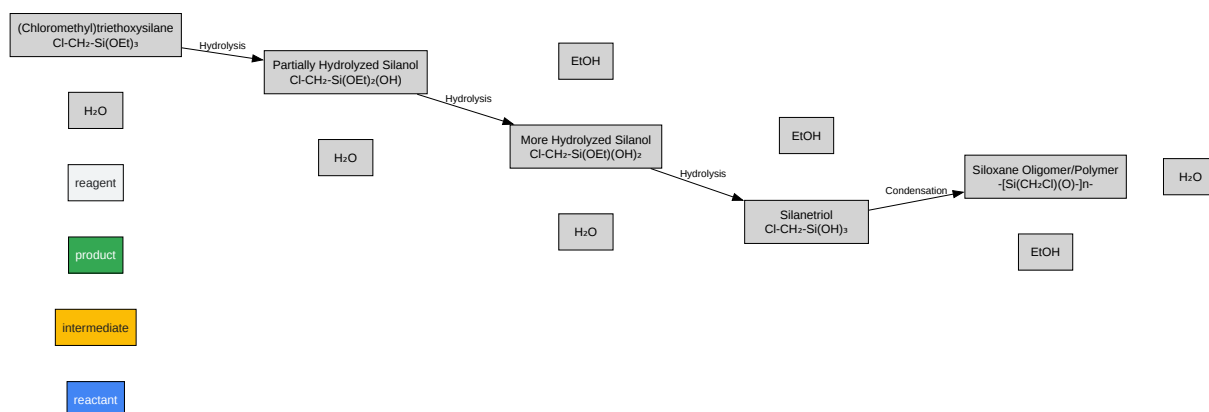 (Chloromethyl)triethoxysilane
Cl-CH₂-Si(OEt)₃
Hydrolysis
Partially Hydrolyzed Silanol
Cl-CH₂-Si(OEt)₂(OH)
EtOH
H₂O
Hydrolysis
H₂O
More Hydrolyzed Silanol
Cl-CH₂-Si(OEt)(OH)₂
EtOH
Hydrolysis
Siloxane Oligomer/Polymer
-[Si(CH₂Cl)(O)-]n-
H₂O
Condensation
reagent
Silanetriol
Cl-CH₂-Si(OH)₃
H₂O
EtOH
product
intermediate
reactant